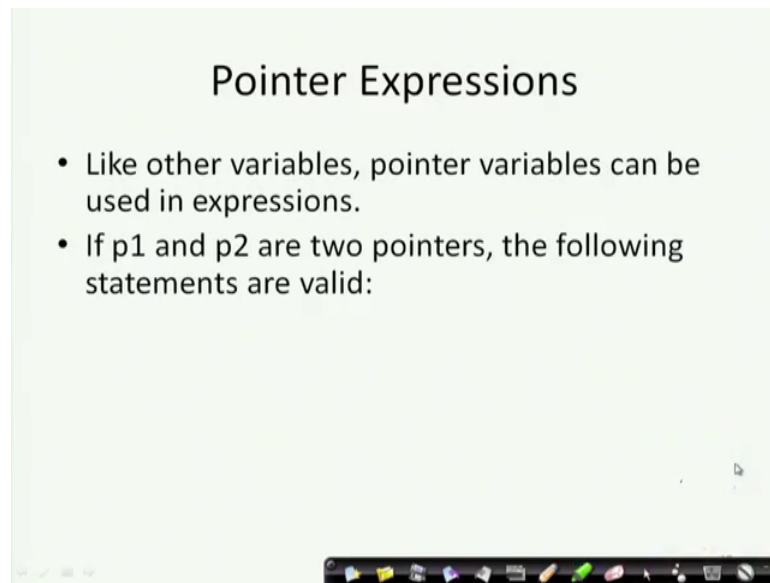 Pointer Expressions
• Like other variables, pointer variables can be
used in expressions.
• If p1 and p2 are two pointers, the following
statements are valid: